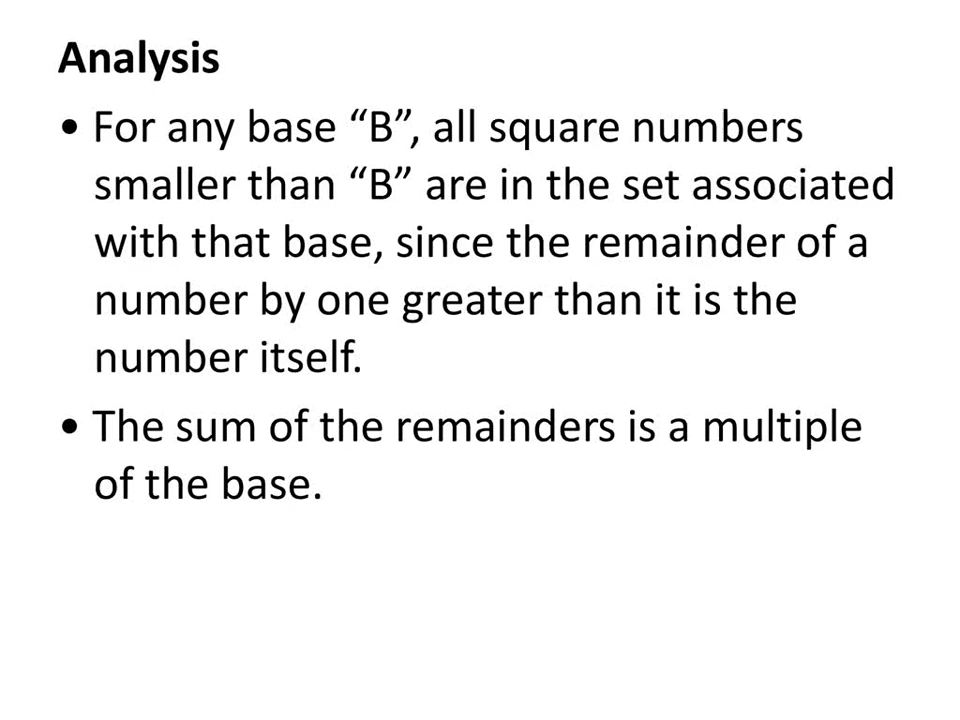 Analysis
• For any base “B”, all square numbers
smaller than “B” are in the set associated
with that base, since the remainder of a
number by one greater than it is the
number itself.
• The sum of the remainders is a multiple
of the base.